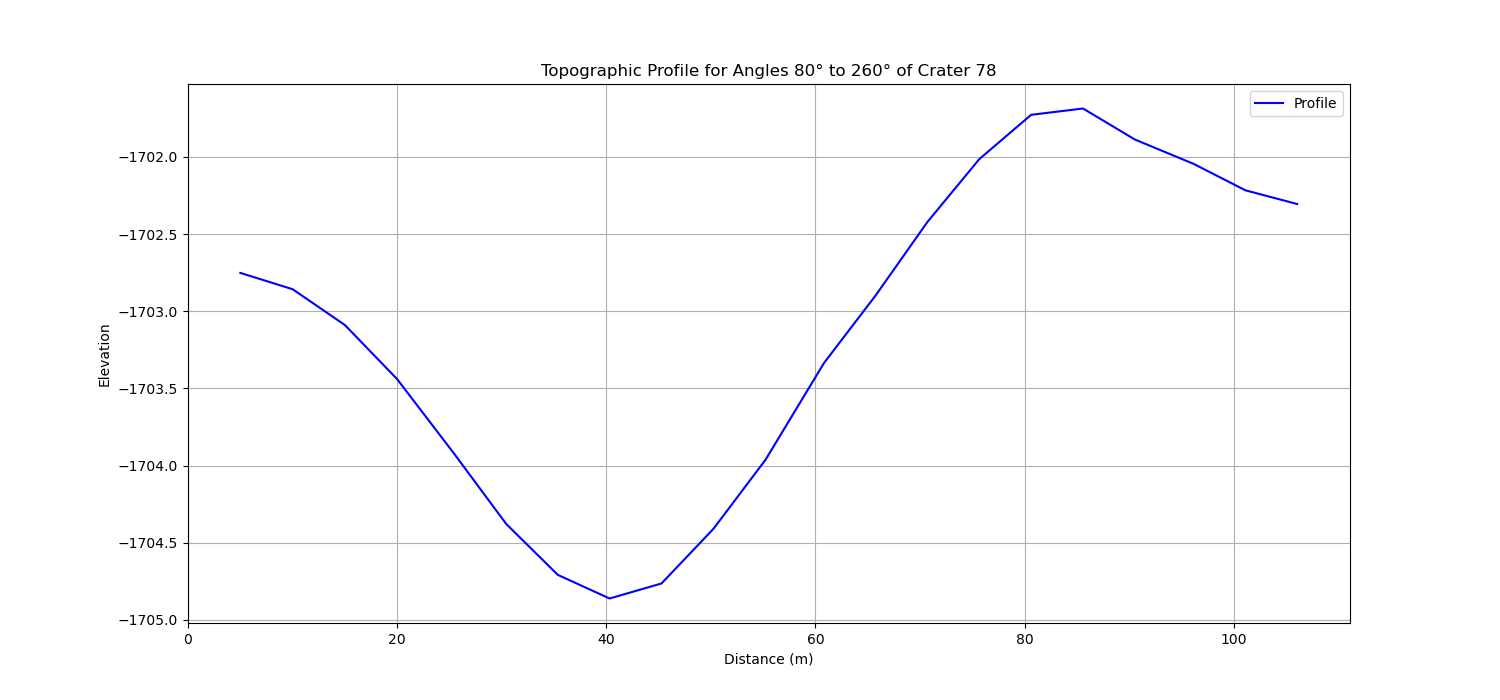 Topographic Profile for Angles 80° to 260° of Crater 78
Profile
−1702.0
−1702.5
−1703.0
−1703.5
−1704.0
−1704.5
−1705.0
Elevation
0 20 40 60 80 100
Distance (m)